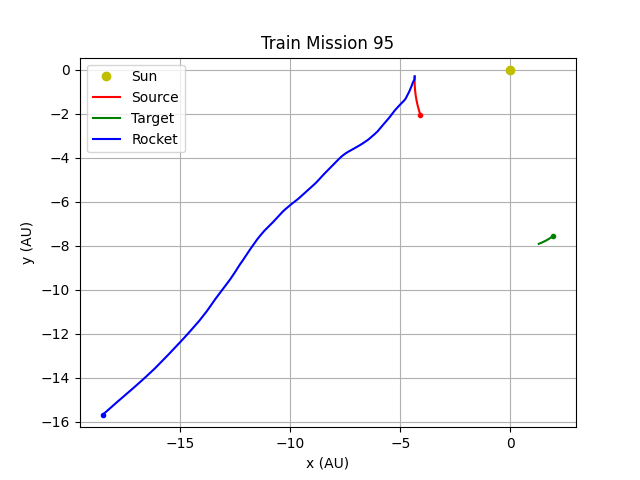 Train Mission 95
Sun
Source
Target
Rocket
0
−2
−4
−6
−8
−10
−12
−14
−16
y (AU)
−15
−10
−5
0
x (AU)